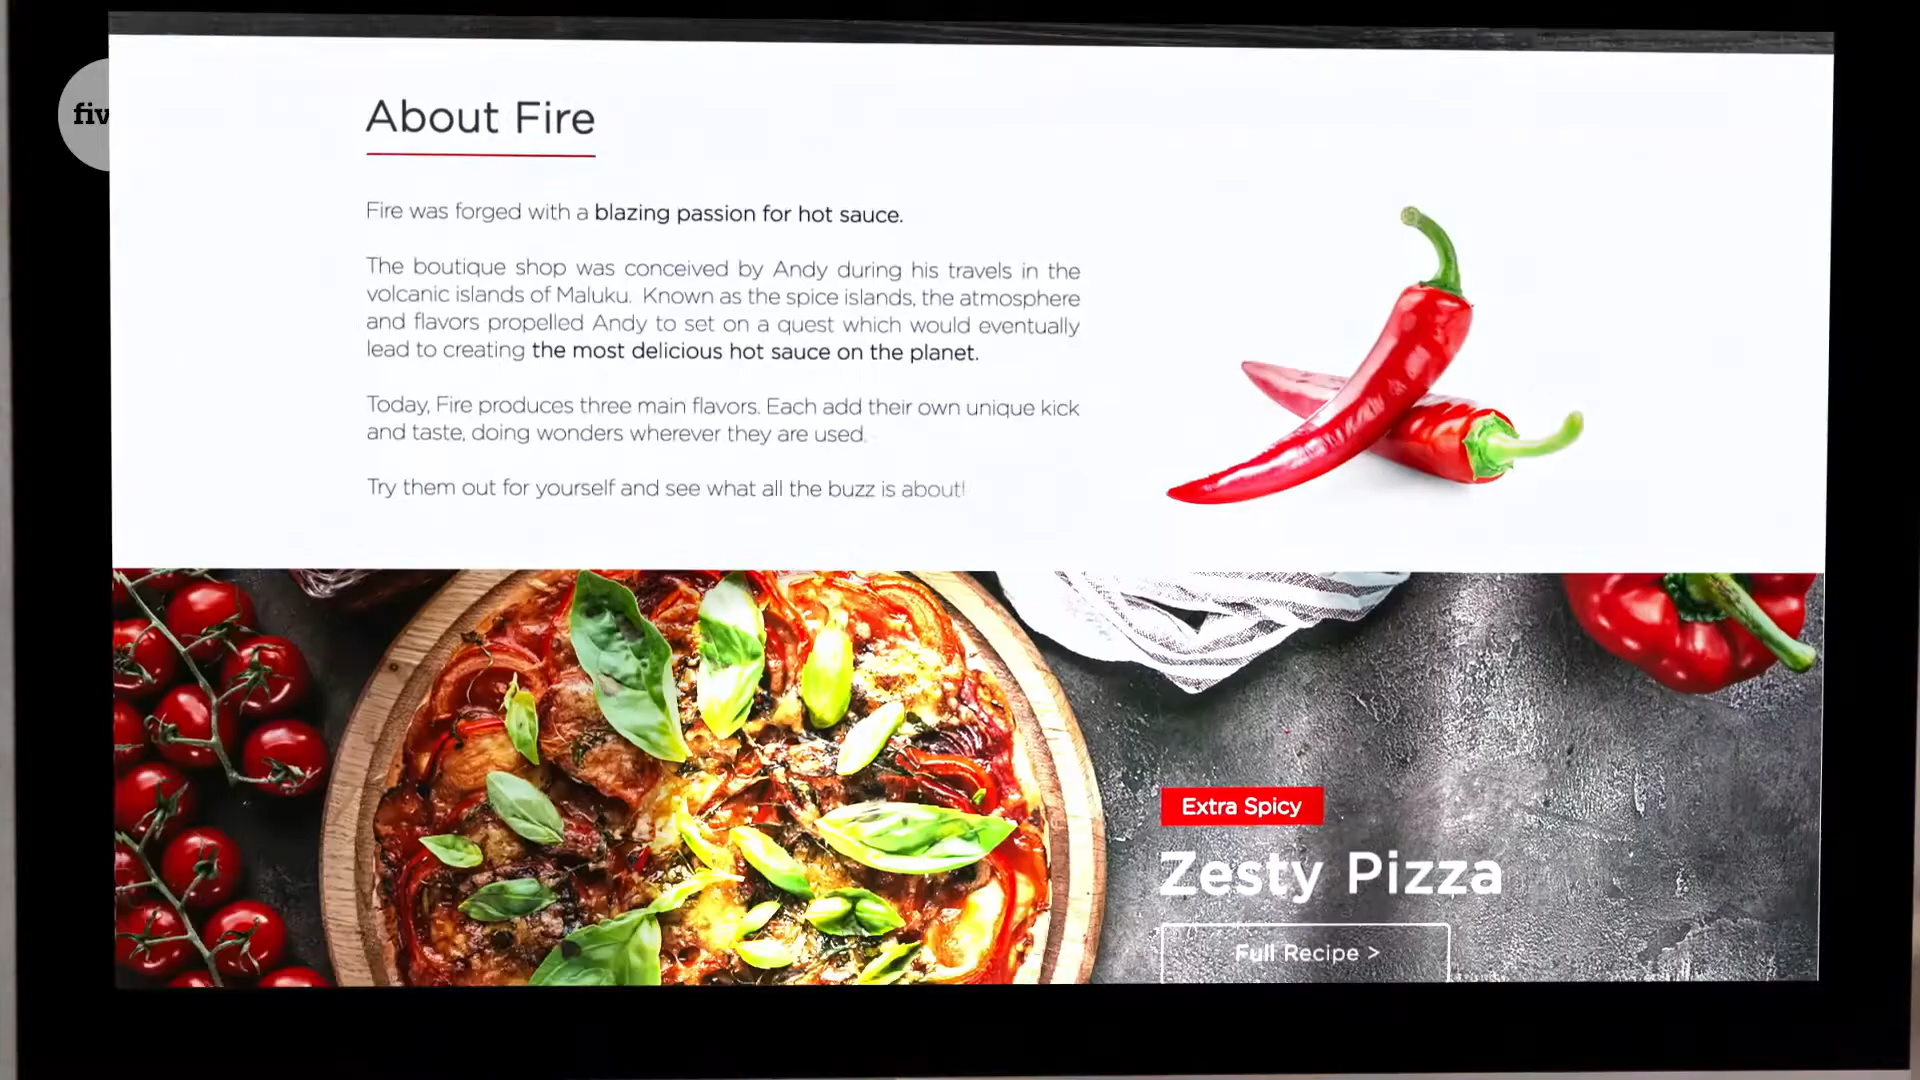 fiv
About Fire
Fire was forged with a blazing passion for hot sauce.
The boutique shop was conceived by Andy during his travels in the
volcanic islands of Maluku. Known as the spice islands, the atmosphere
and flavors propelled Andy to set on a quest which would eventually
lead to creating the most delicious hot sauce on the planet.
Today, Fire produces three main flavors. Each add their own unique kick
and taste, doing wonders wherever they are used.
Try them out for yourself and see what all the buzz is about!
Extra Spicy
Zesty Pizza
Full Recipe >